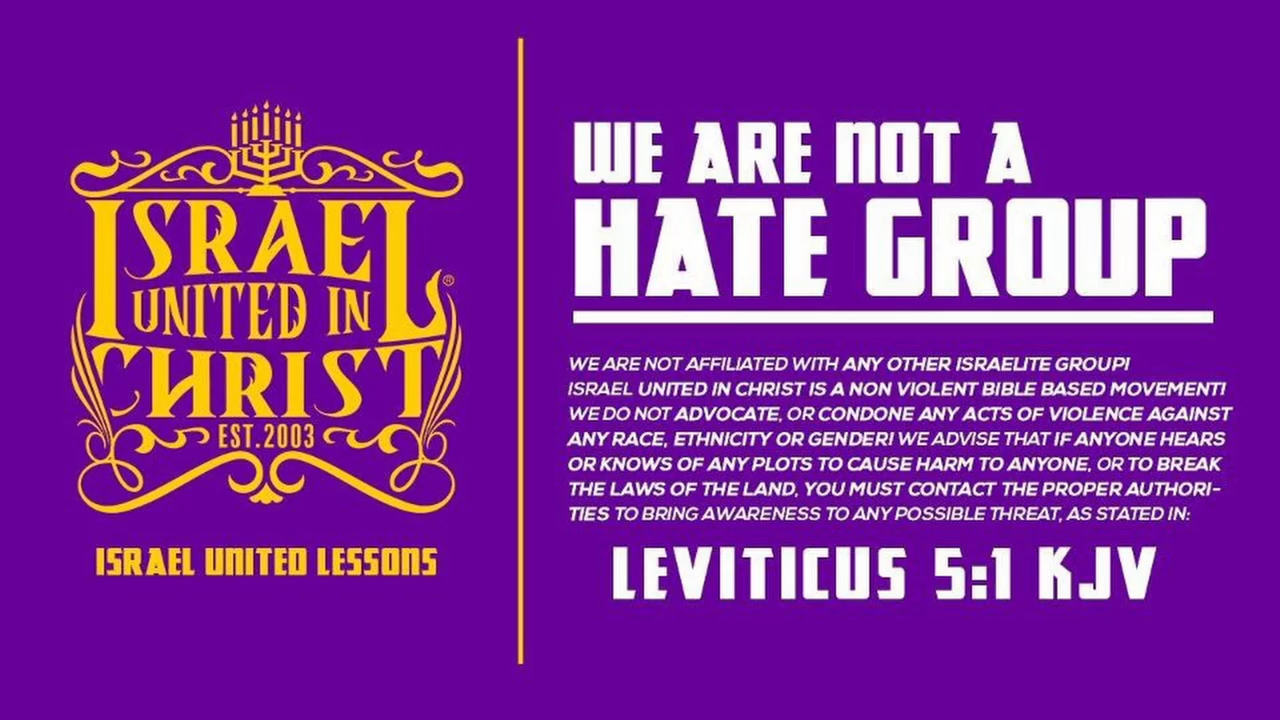 ISRAEL
UNITED IN
CHRIST
EST. 2003
ISRAEL UNITED LESSONS
WE ARE NOT A
HATE GROUP
WE ARE NOT AFFILIATED WITH ANY OTHER ISRAELITE GROUP!
ISRAEL UNITED IN CHRIST IS A NON VIOLENT BIBLE BASED MOVEMENT!
WE DO NOT ADVOCATE, OR CONDONE ANY ACTS OF VIOLENCE AGAINST
ANY RACE, ETHNICITY OR GENDER! WE ADVISE THAT IF ANYONE HEARS
OR KNOWS OF ANY PLOTS TO CAUSE HARM TO ANYONE, OR TO BREAK
THE LAWS OF THE LAND, YOU MUST CONTACT THE PROPER AUTHORI-
TIES TO BRING AWARENESS TO ANY POSSIBLE THREAT, AS STATED IN:
LEVITICUS 5:1 KJV